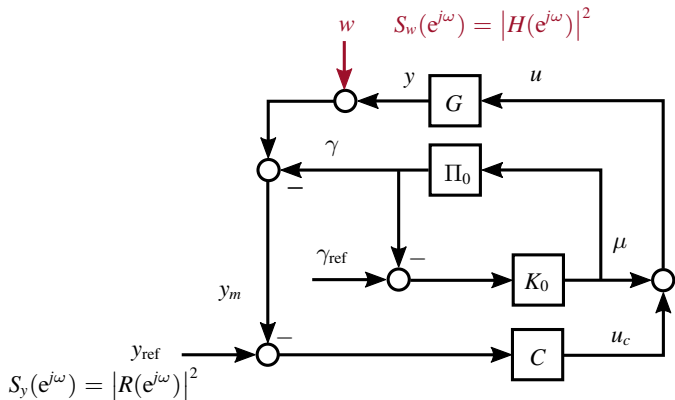 w S_w(e^{jω}) = |H(e^{jω})|^2
y G u
−
γ Π_0
−
γ_ref K_0 μ
y_m
−
y_ref C u_c
S_y(e^{jω}) = |R(e^{jω})|^2